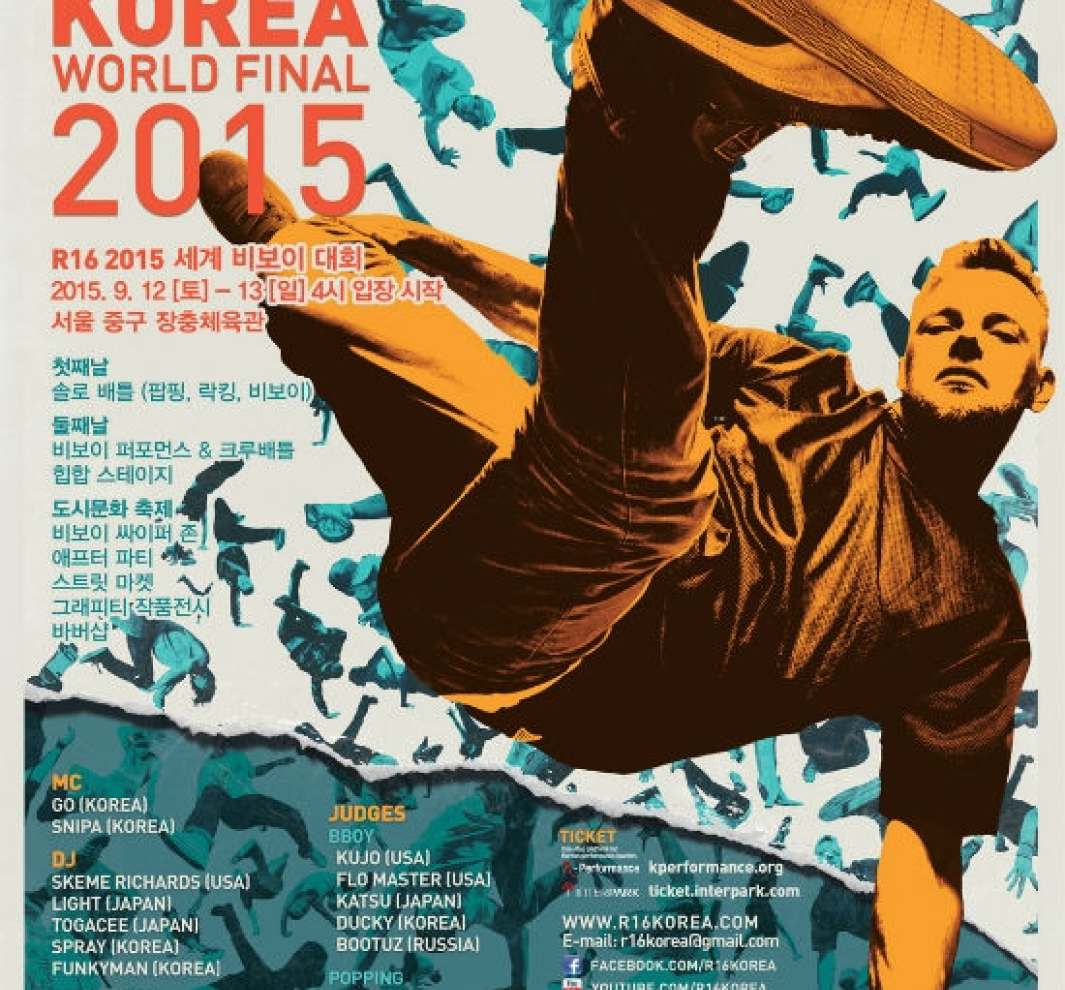 KOREA
WORLD FINAL
2015
R16 2015 세계 비보이 대회
2015. 9. 12 [토] – 13 [일] 4시 입장 시작
서울 중구 장충체육관
첫째날
솔로 배틀 (팝핑, 락킹, 비보이)
둘째날
비보이 퍼포먼스 & 크루배틀
힙합 스테이지
도시문화 축제
비보이 싸이퍼 존
애프터 파티
스트릿 마켓
그래피티 작품전시
바버샵
MC
GO (KOREA)
SNIPA (KOREA)
DJ
SKEME RICHARDS (USA)
LIGHT (JAPAN)
TOGACEE (JAPAN)
SPRAY (KOREA)
FUNKYMAN (KOREA)
JUDGES
BBOY
KUJO (USA)
FLO MASTER (USA)
KATSU (JAPAN)
DUCKY (KOREA)
BOOTUZ (RUSSIA)
POPPING
TICKET
-Performance kperformance.org
INTERPARK ticket.interpark.com
WWW.R16KOREA.COM
E-mail: r16korea@gmail.com
FACEBOOK.COM/R16KOREA
YOUTUBE.COM/R16KOREA